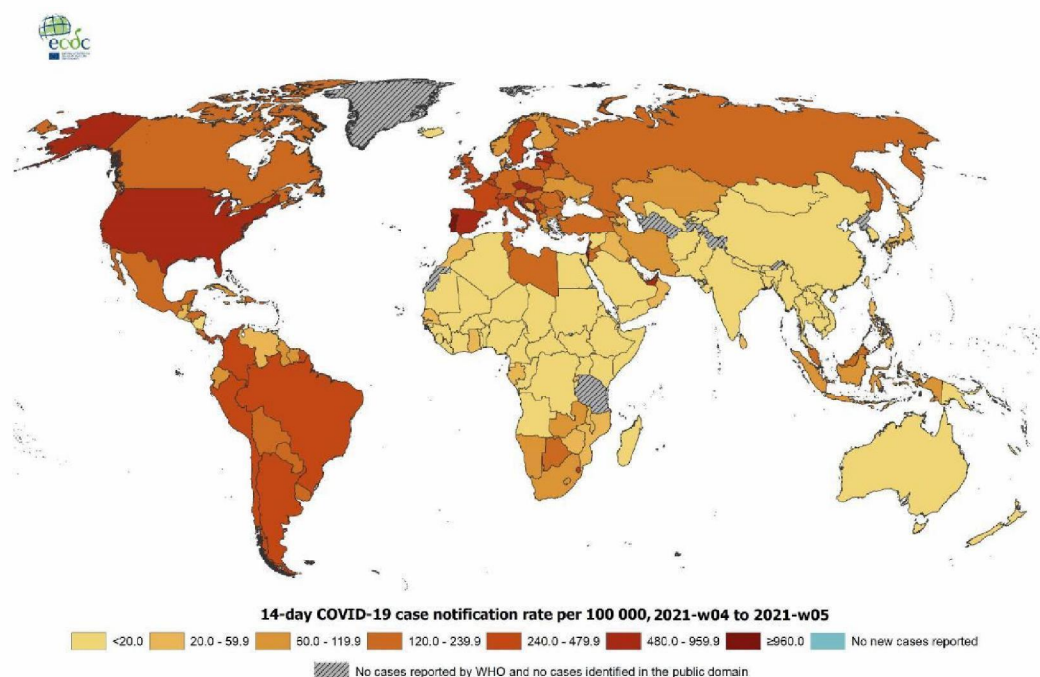 ecdc
14-day COVID-19 case notification rate per 100 000, 2021-w04 to 2021-w05
<20.0 20.0 - 59.9 60.0 - 119.9 120.0 - 239.9 240.0 - 479.9 480.0 - 959.9 ≥960.0 No new cases reported
No cases reported by WHO and no cases identified in the public domain